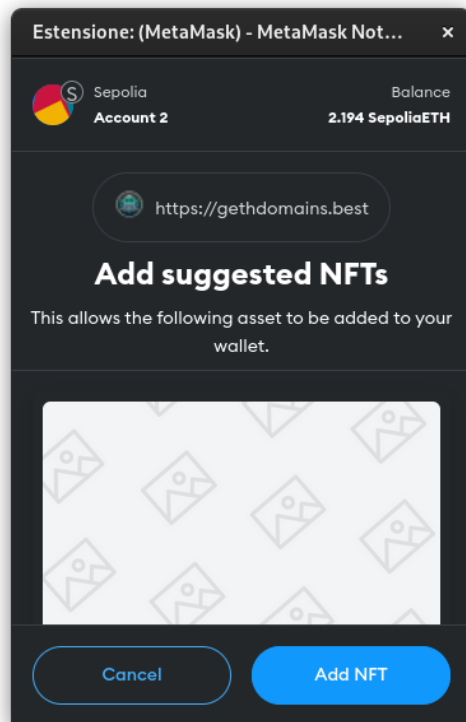 Estensione: (MetaMask) - MetaMask Not...
×
S
Sepolia
Balance
Account 2
2.194 SepoliaETH
https://gethdomains.best
Add suggested NFTs
This allows the following asset to be added to your
wallet.
Cancel
Add NFT